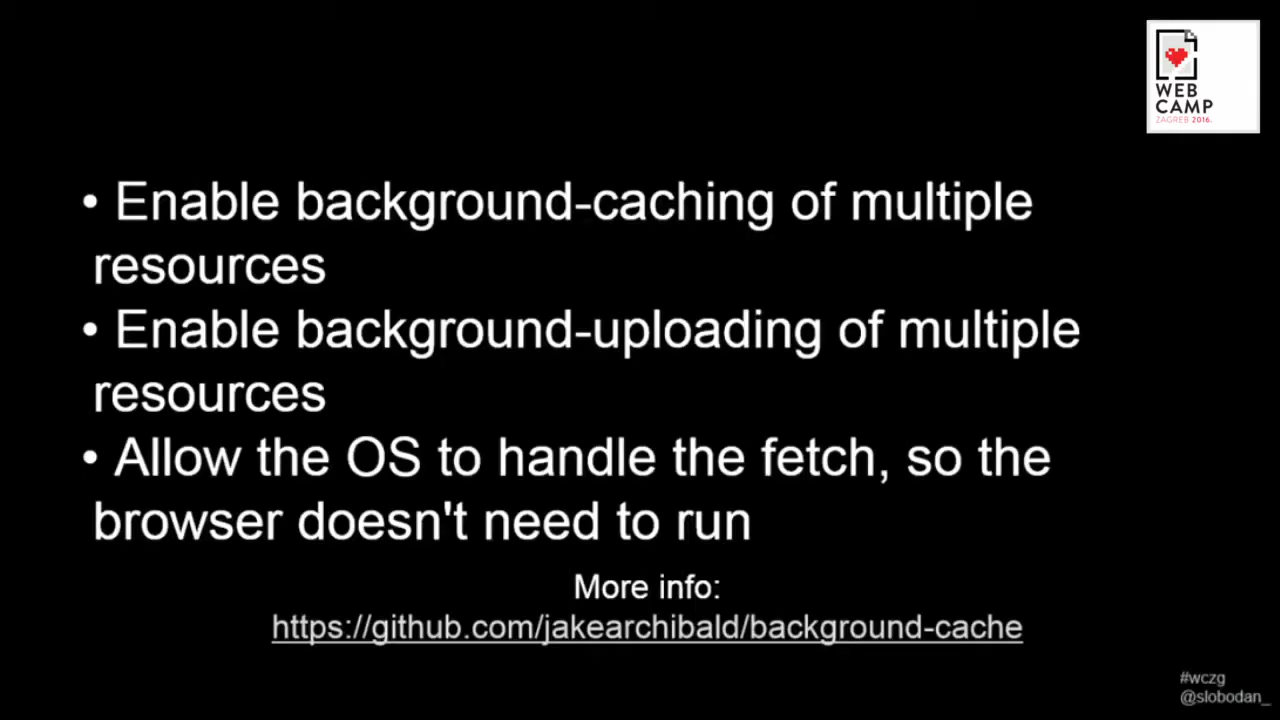 WEB
CAMP
ZAGREB 2016.
• Enable background-caching of multiple
resources
• Enable background-uploading of multiple
resources
• Allow the OS to handle the fetch, so the
browser doesn't need to run
More info:
https://github.com/jakearchibald/background-cache
#wczg
@slobodan_